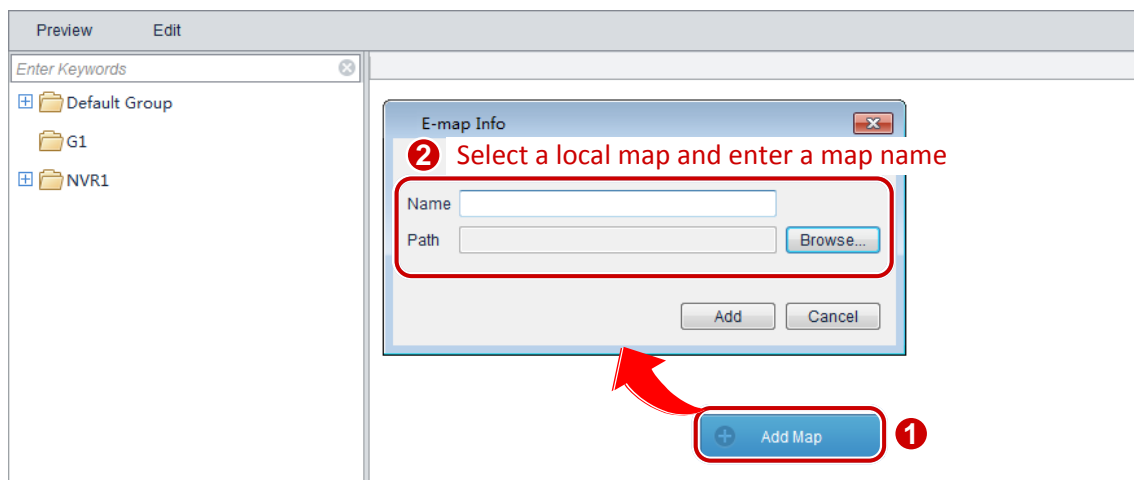 Preview Edit
Enter Keywords
Default Group
G1
NVR1
E-map Info
2 Select a local map and enter a map name
Name
Path Browse...
Add Cancel
Add Map 1